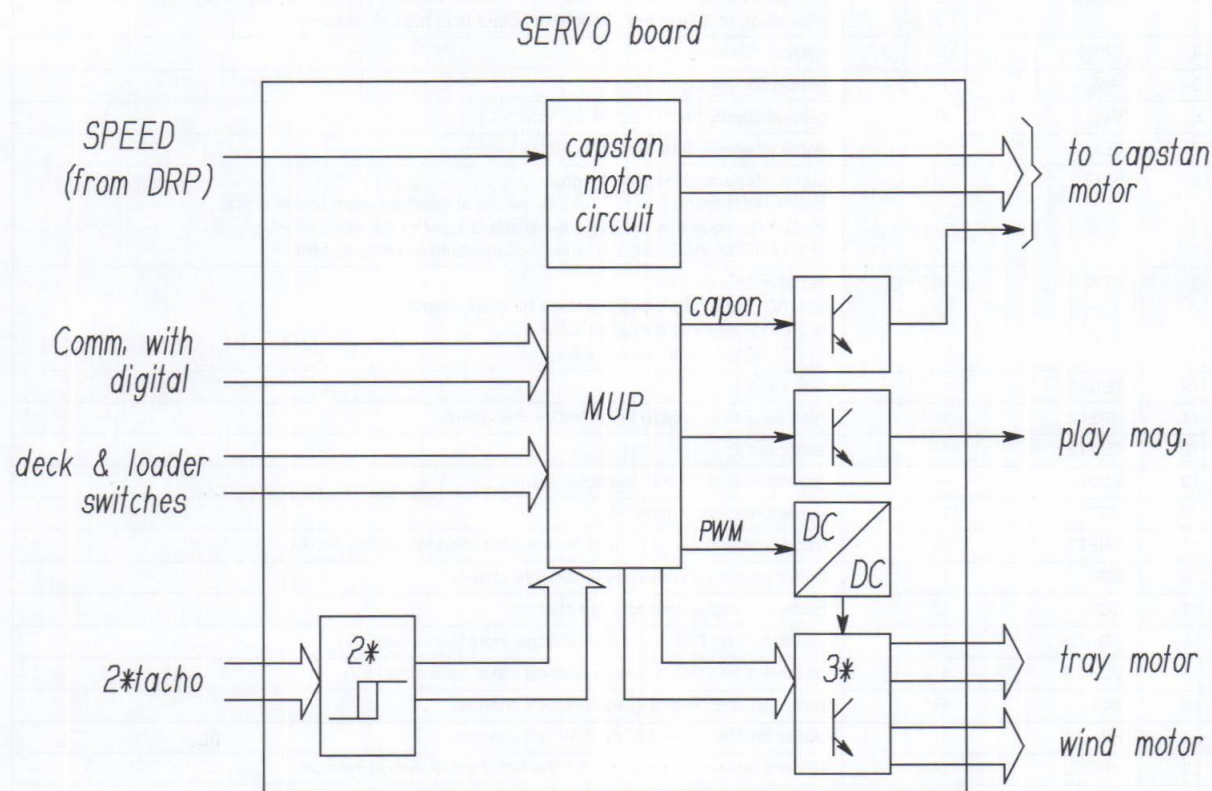 SERVO board
SPEED
(from DRP)
capstan
motor
circuit
to capstan
motor
capon
Comm. with
digital
MUP
play mag.
deck & loader
switches
PWM
DC
DC
2*tacho
2*
3*
tray motor
wind motor